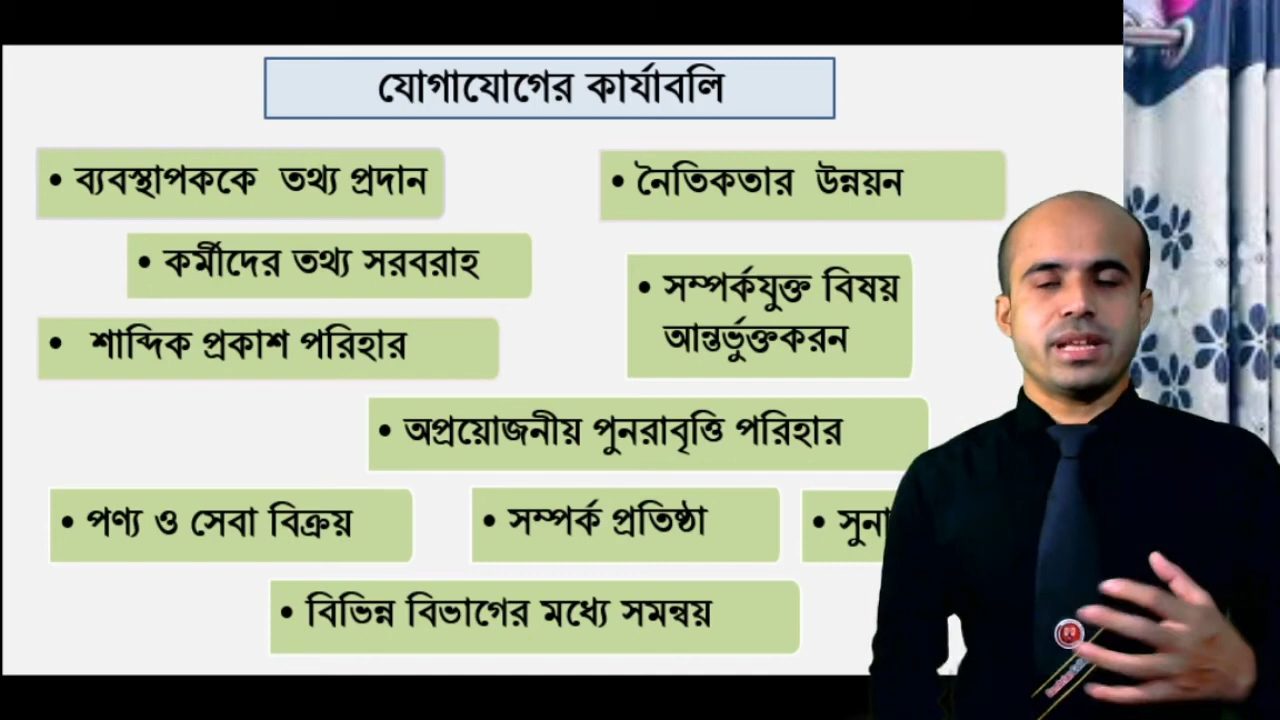 যোগাযোগের কার্যাবলি
• ব্যবস্থাপককে তথ্য প্রদান
• নৈতিকতার উন্নয়ন
• কর্মীদের তথ্য সরবরাহ
• সম্পর্কযুক্ত বিষয়
আন্তর্ভুক্তকরন
• শাব্দিক প্রকাশ পরিহার
• অপ্রয়োজনীয় পুনরাবৃত্তি পরিহার
• পণ্য ও সেবা বিক্রয়
• সম্পর্ক প্রতিষ্ঠা
• বিভিন্ন বিভাগের মধ্যে সমন্বয়